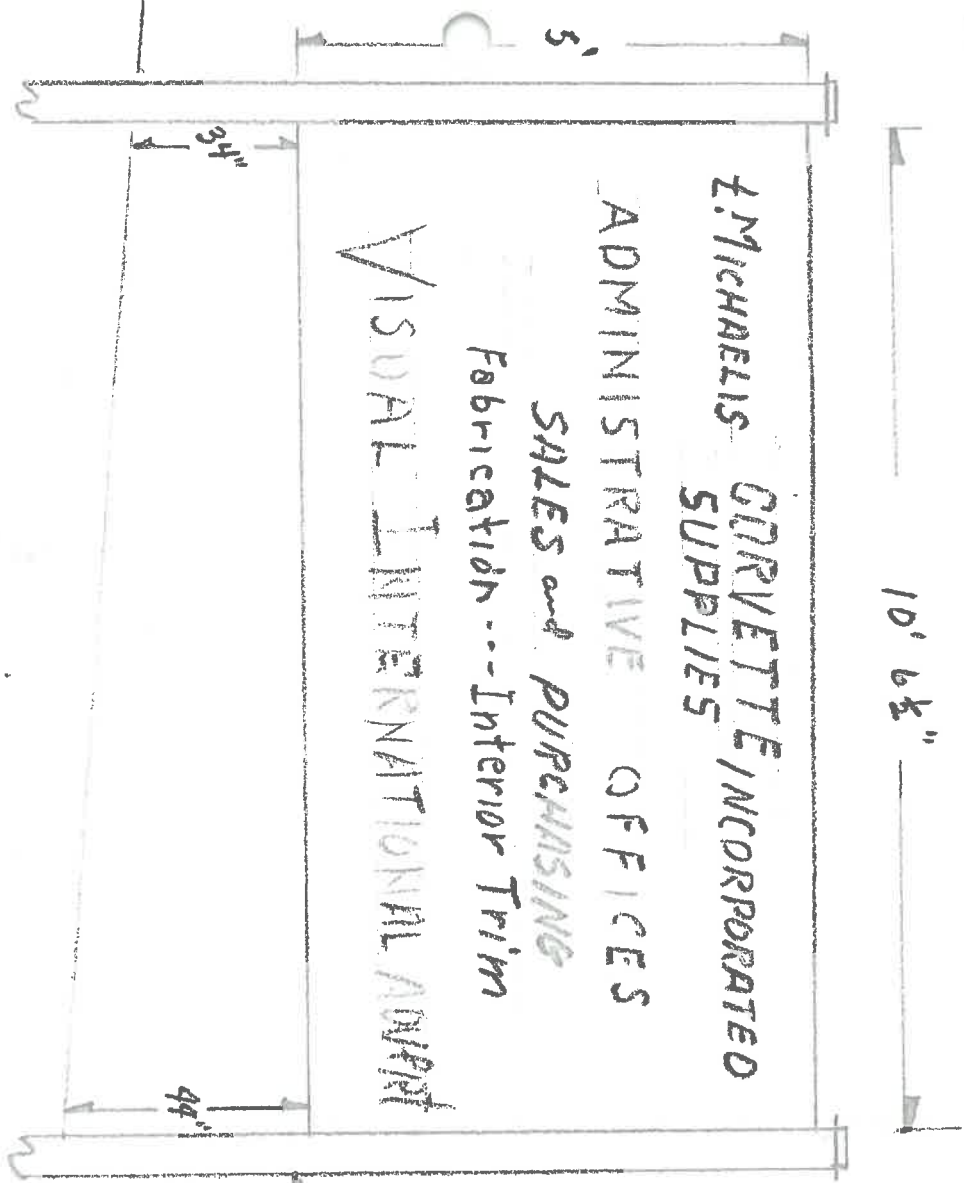 10' 6½"
5'
E. MICHAELIS CORVETTE INCORPORATED
SUPPLIES
ADMINISTRATIVE OFFICES
SALES and PURCHASING
Fabrication --- Interior Trim
VISUAL INTERNATIONAL
34"
44"